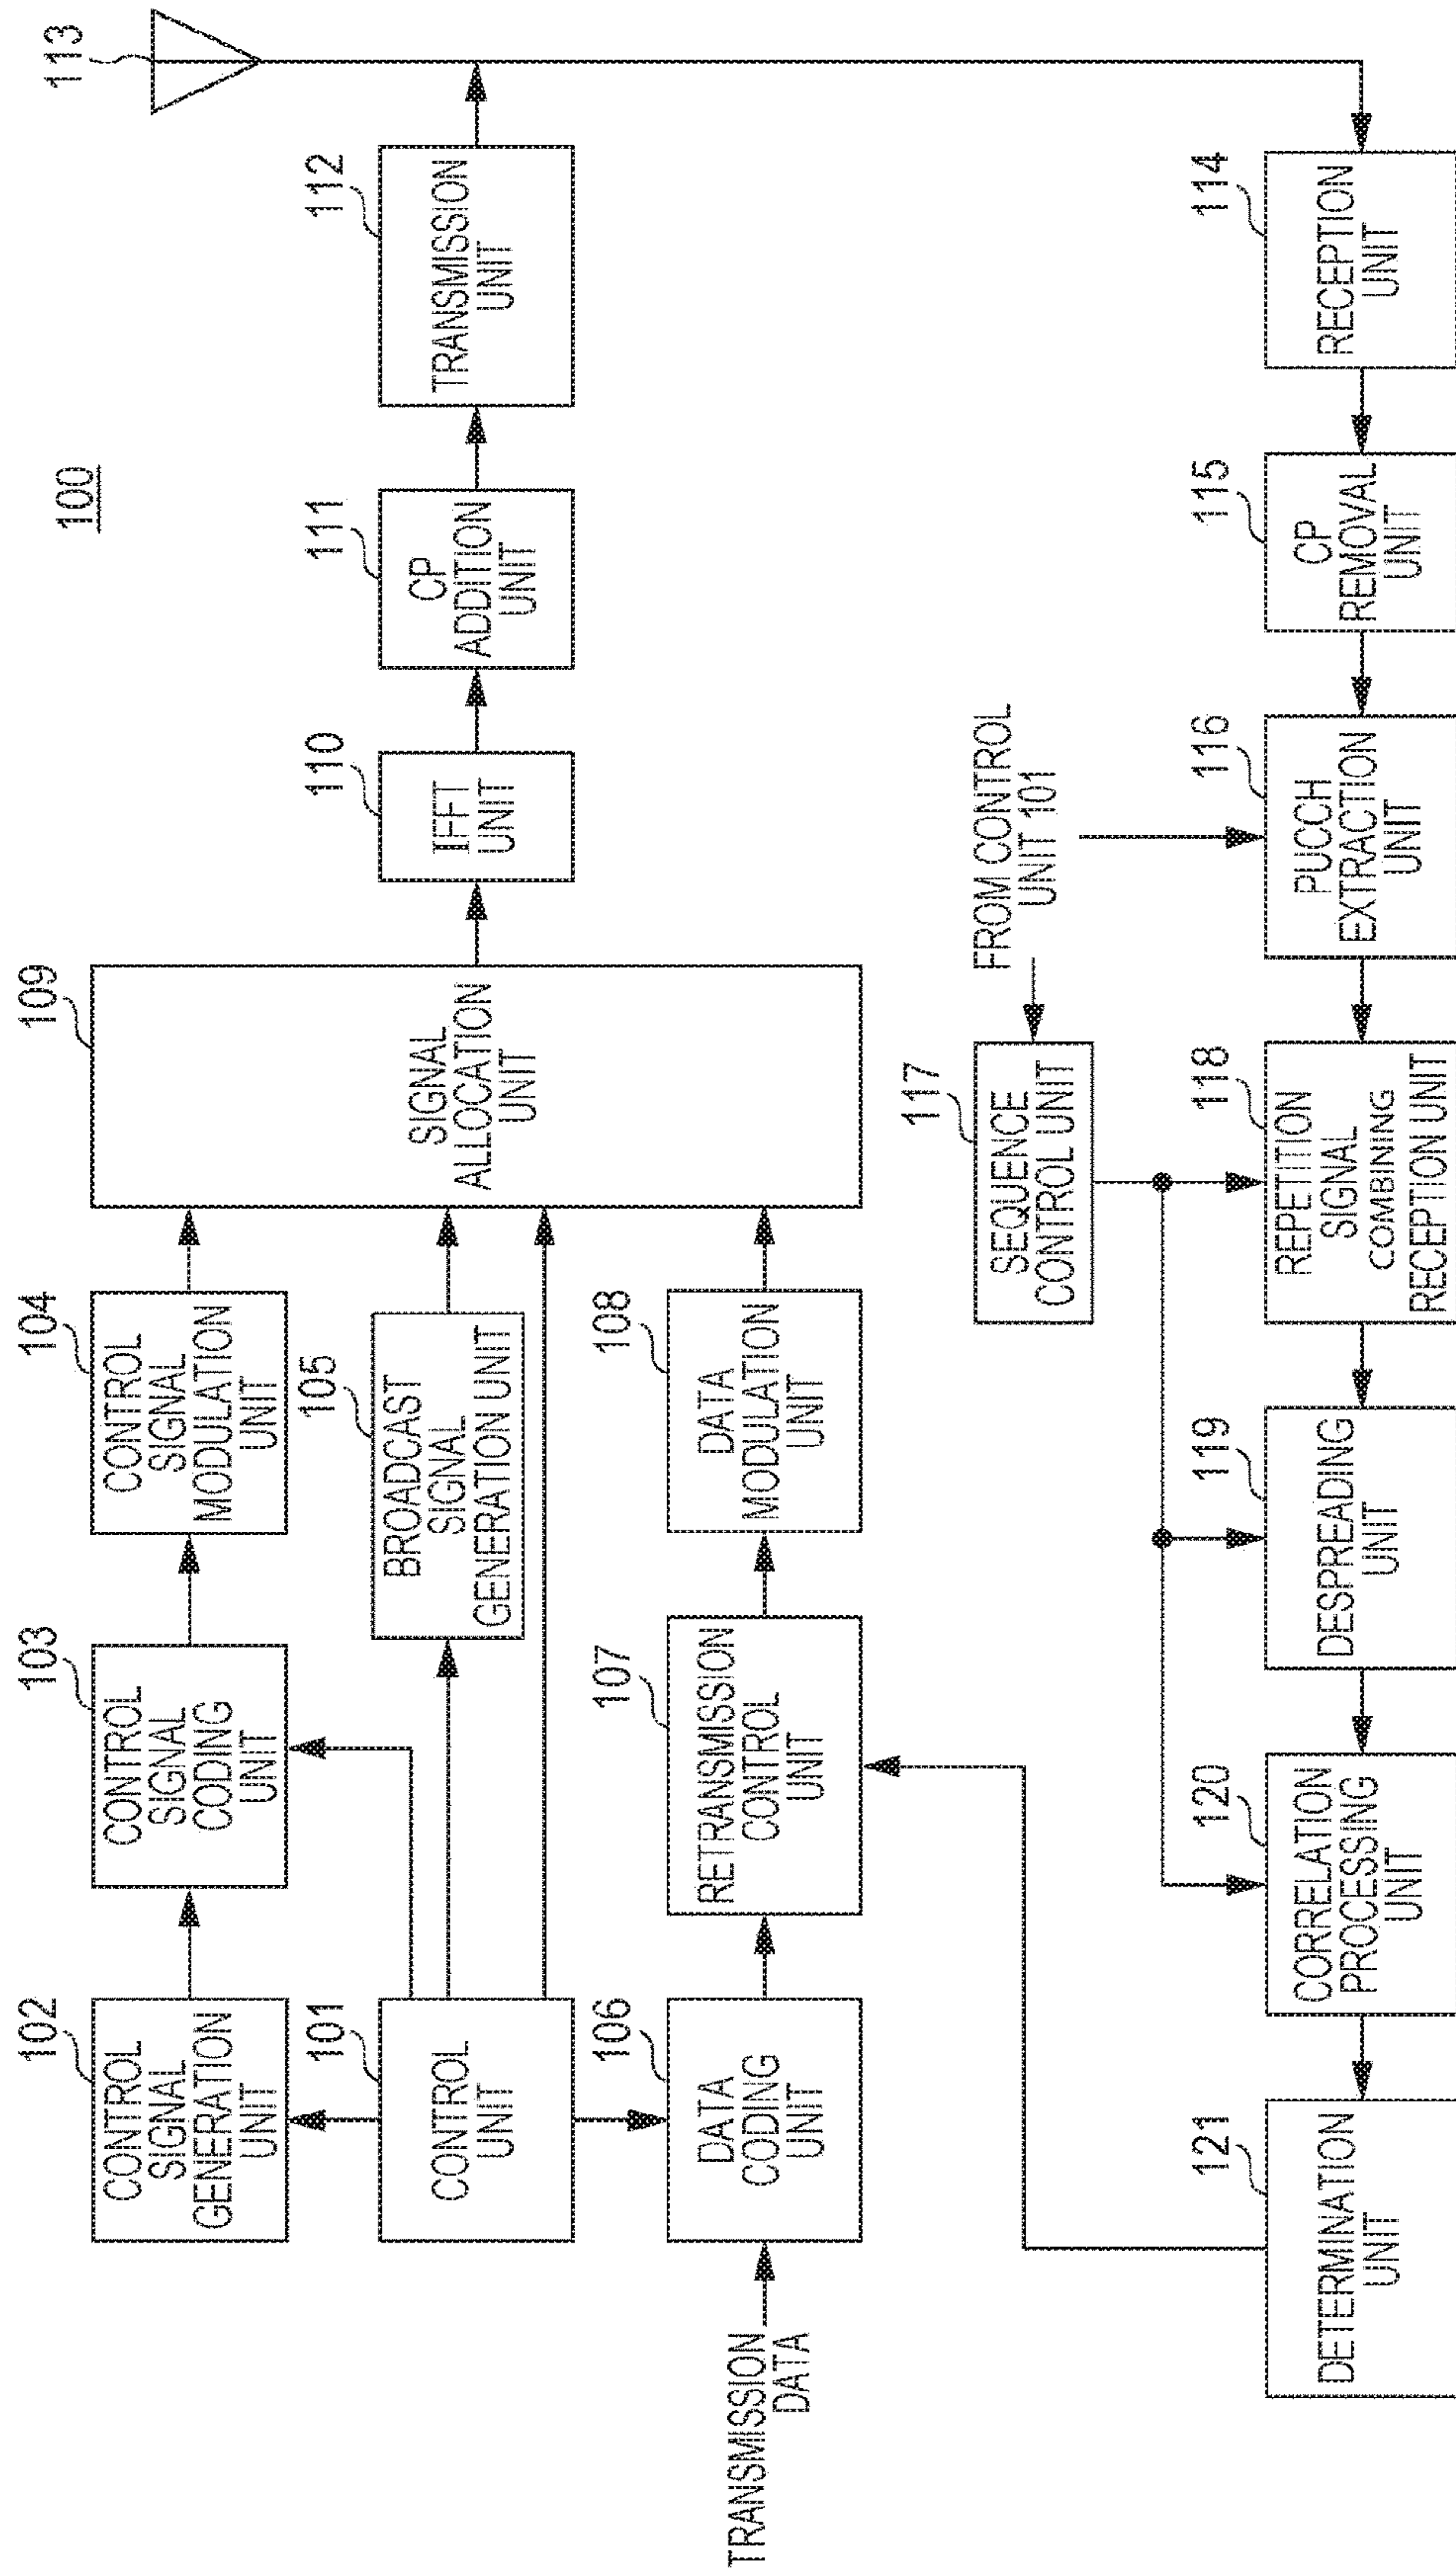 100
102
CONTROL
SIGNAL
GENERATION
UNIT
103
CONTROL
SIGNAL
CODING
UNIT
104
CONTROL
SIGNAL
MODULATION
UNIT
109
SIGNAL
ALLOCATION
UNIT
113
101
CONTROL
UNIT
105
BROADCAST
SIGNAL
GENERATION UNIT
110
IFFT
UNIT
111
CP
ADDITION
UNIT
112
TRANSMISSION
UNIT
TRANSMISSION
DATA
106
DATA
CODING
UNIT
107
RETRANSMISSION
CONTROL
UNIT
108
DATA
MODULATION
UNIT
117
SEQUENCE
CONTROL UNIT
FROM CONTROL
UNIT 101
121
DETERMINATION
UNIT
120
CORRELATION
PROCESSING
UNIT
119
DESPREADING
UNIT
118
REPETITION
SIGNAL
COMBINING
RECEPTION UNIT
116
PUCCH
EXTRACTION
UNIT
115
CP
REMOVAL
UNIT
114
RECEPTION
UNIT